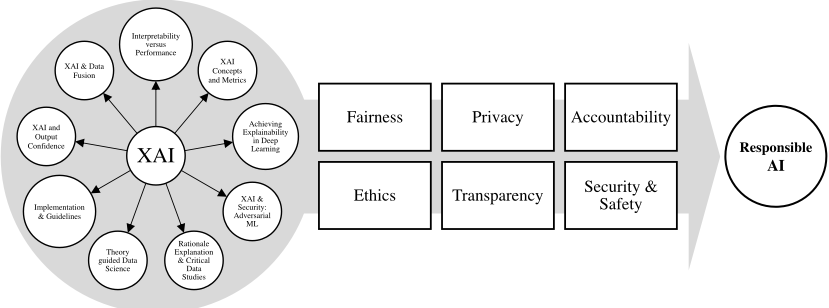 Interpretability
versus
Performance
XAI & Data
Fusion
XAI
Concepts
and Metrics
XAI and
Output
Confidence
Achieving
Explainability
in Deep
Learning
XAI
Implementation
& Guidelines
XAI &
Security:
Adversarial
ML
Theory
guided Data
Science
Rationale
Explanation
& Critical
Data
Studies
Fairness
Privacy
Accountability
Ethics
Transparency
Security &
Safety
Responsible
AI